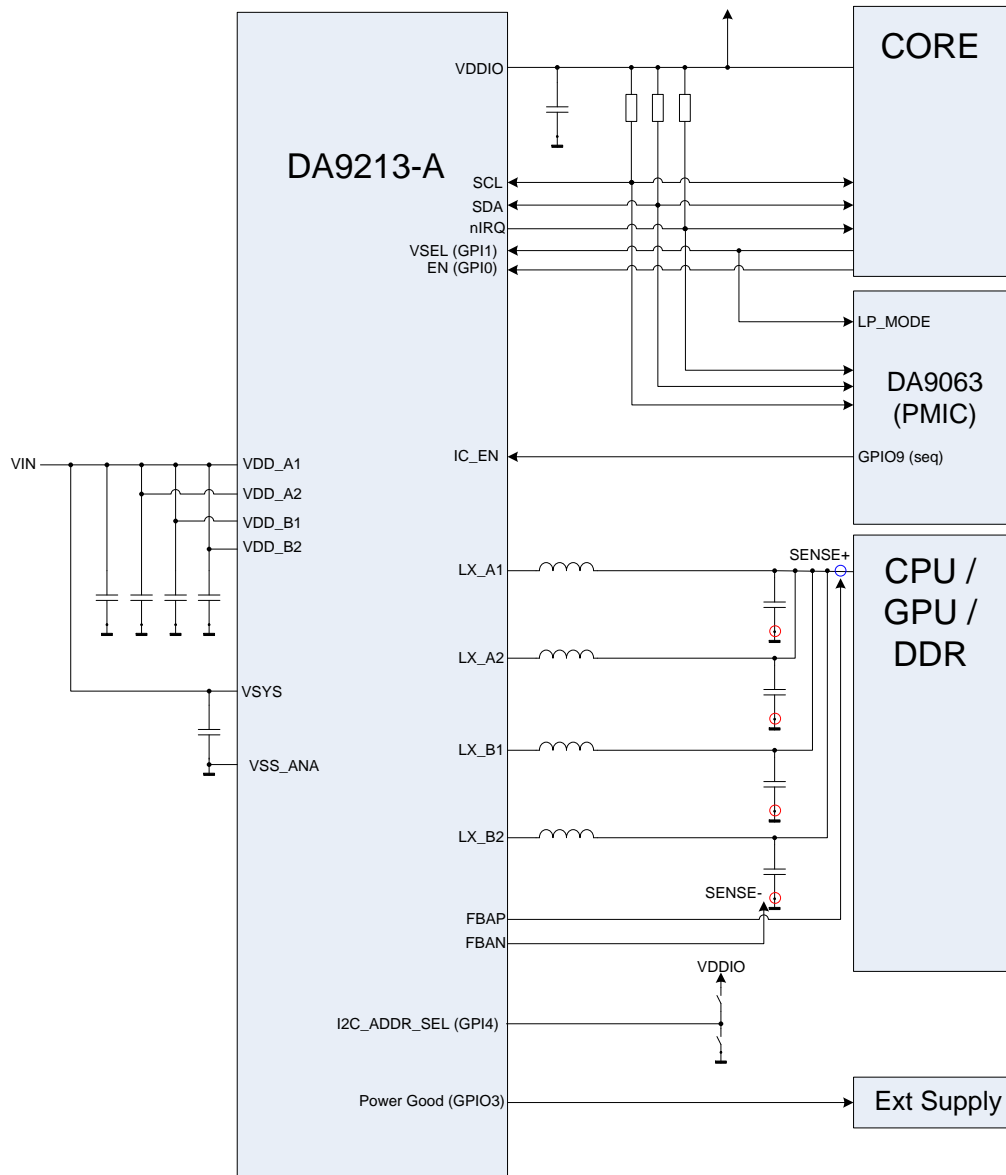 CORE
VDDIO
DA9213-A
SCL
SDA
nIRQ
VSEL (GPI1)
EN (GPI0)
LP_MODE
DA9063
(PMIC)
VIN
VDD_A1
IC_EN
GPIO9 (seq)
VDD_A2
VDD_B1
VDD_B2
SENSE+
LX_A1
CPU /
GPU /
DDR
LX_A2
VSYS
LX_B1
VSS_ANA
LX_B2
SENSE-
FBAP
FBAN
VDDIO
I2C_ADDR_SEL (GPI4)
Power Good (GPIO3)
Ext Supply